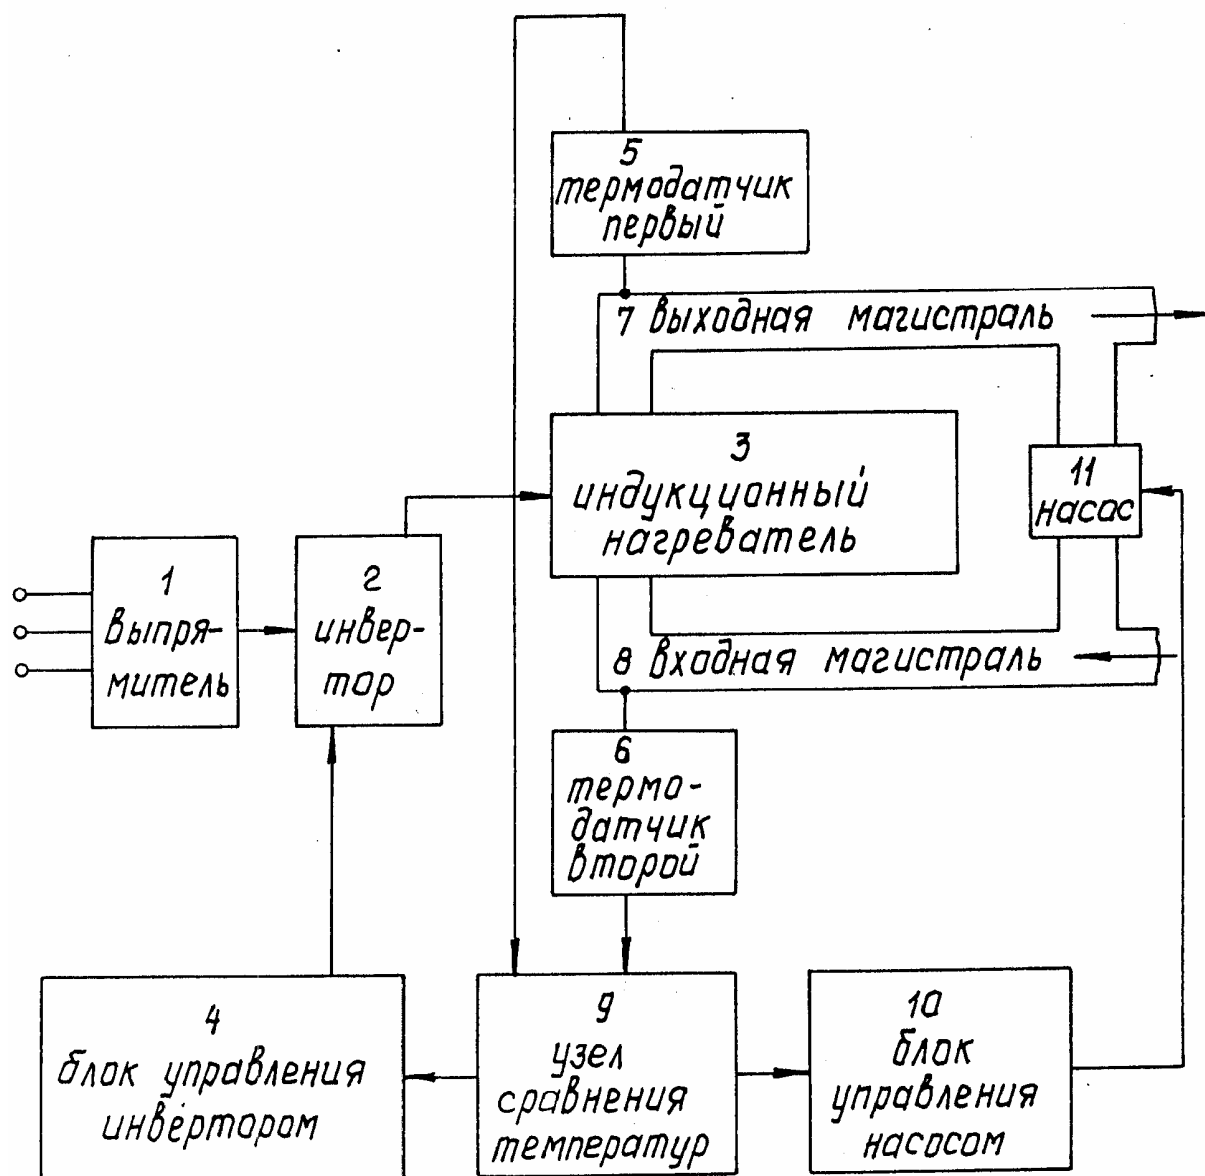 5
термодатчик
первый
7 выходная магистраль
3
индукционный
нагреватель
11
насос
1
выпря-
митель
2
инвер-
тор
8 входная магистраль
6
термо-
датчик
второй
4
блок управления
инвертором
9
узел
сравнения
температур
10
блок
управления
насосом